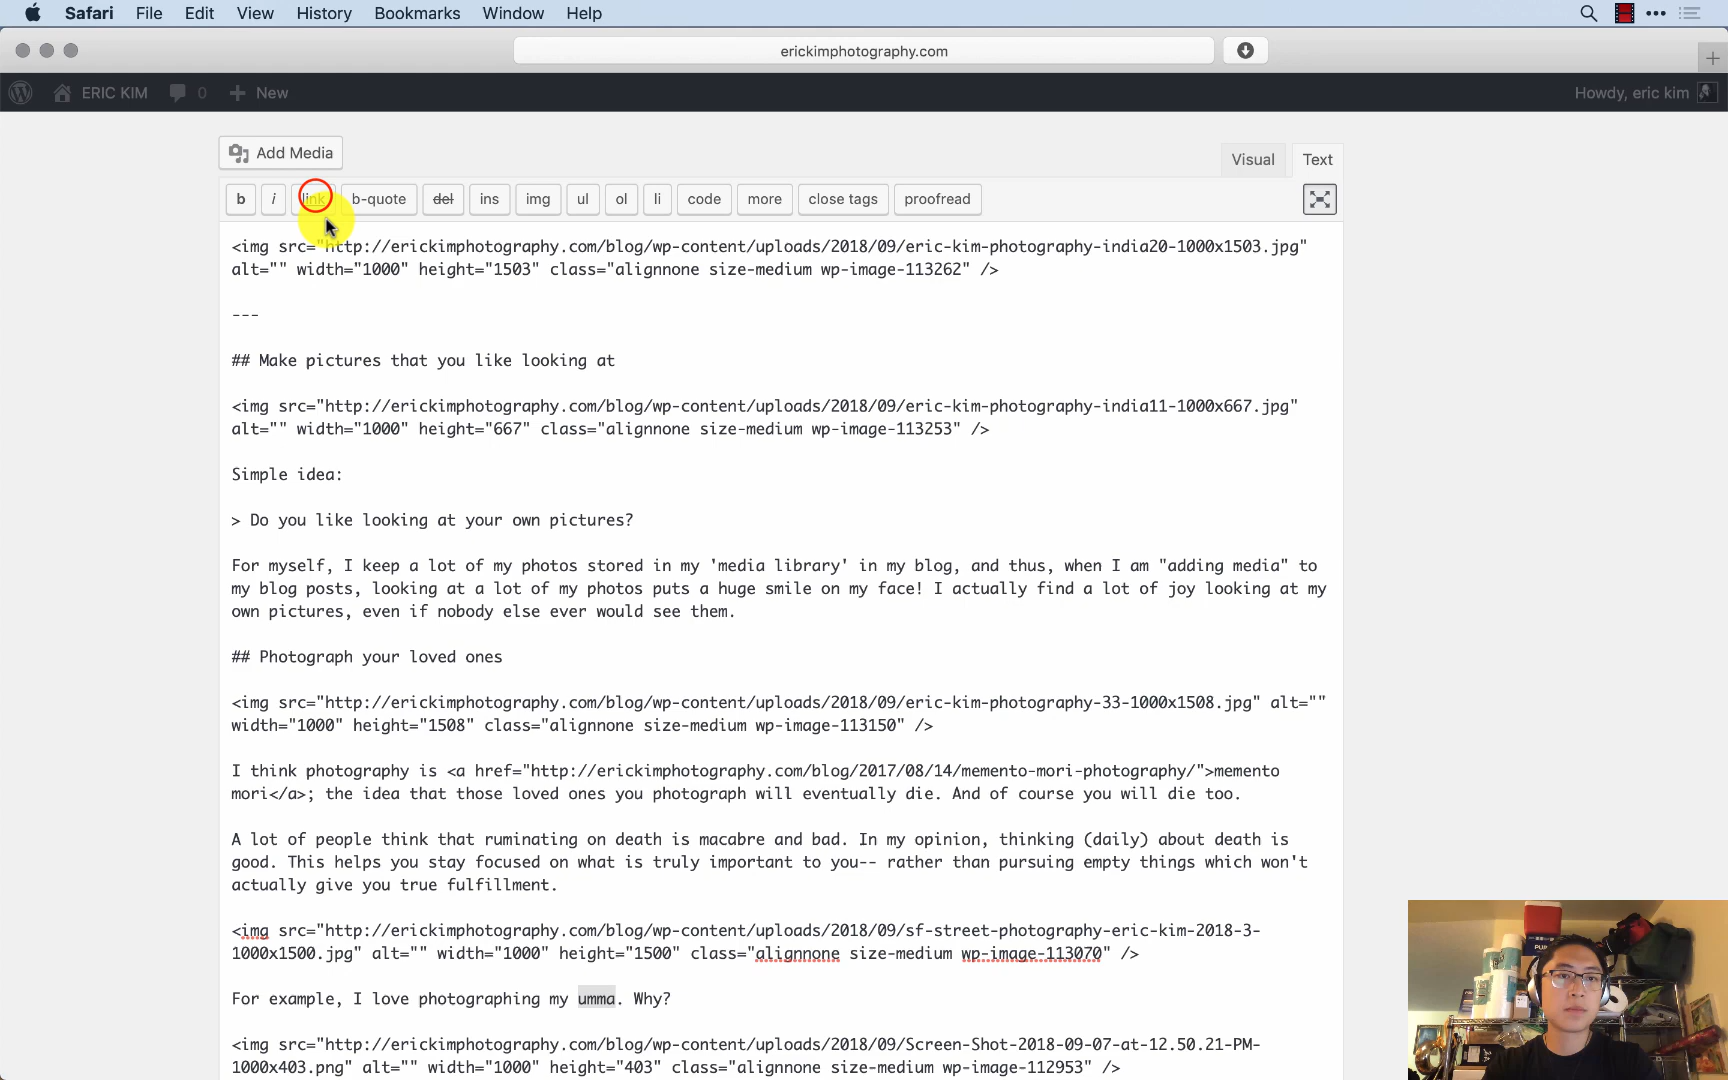 Safari File Edit View History Bookmarks Window Help
erickimphotography.com
ERIC KIM 0 New Howdy, eric kim
Add Media Visual Text
b i link b-quote del ins img ul ol li code more close tags proofread
<img src="http://erickimphotography.com/blog/wp-content/uploads/2018/09/eric-kim-photography-india20-1000x1503.jpg"
alt="" width="1000" height="1503" class="alignnone size-medium wp-image-113262" />
---
## Make pictures that you like looking at
<img src="http://erickimphotography.com/blog/wp-content/uploads/2018/09/eric-kim-photography-india11-1000x667.jpg"
alt="" width="1000" height="667" class="alignnone size-medium wp-image-113253" />
Simple idea:
> Do you like looking at your own pictures?
For myself, I keep a lot of my photos stored in my 'media library' in my blog, and thus, when I am "adding media" to
my blog posts, looking at a lot of my photos puts a huge smile on my face! I actually find a lot of joy looking at my
own pictures, even if nobody else ever would see them.
## Photograph your loved ones
<img src="http://erickimphotography.com/blog/wp-content/uploads/2018/09/eric-kim-photography-33-1000x1508.jpg" alt=""
width="1000" height="1508" class="alignnone size-medium wp-image-113150" />
I think photography is <a href="http://erickimphotography.com/blog/2017/08/14/memento-mori-photography/">memento
mori</a>; the idea that those loved ones you photograph will eventually die. And of course you will die too.
A lot of people think that ruminating on death is macabre and bad. In my opinion, thinking (daily) about death is
good. This helps you stay focused on what is truly important to you-- rather than pursuing empty things which won't
actually give you true fulfillment.
<img src="http://erickimphotography.com/blog/wp-content/uploads/2018/09/sf-street-photography-eric-kim-2018-3-
1000x1500.jpg" alt="" width="1000" height="1500" class="alignnone size-medium wp-image-113070" />
For example, I love photographing my umma. Why?
<img src="http://erickimphotography.com/blog/wp-content/uploads/2018/09/Screen-Shot-2018-09-07-at-12.50.21-PM-
1000x403.png" alt="" width="1000" height="403" class="alignnone size-medium wp-image-112953" />